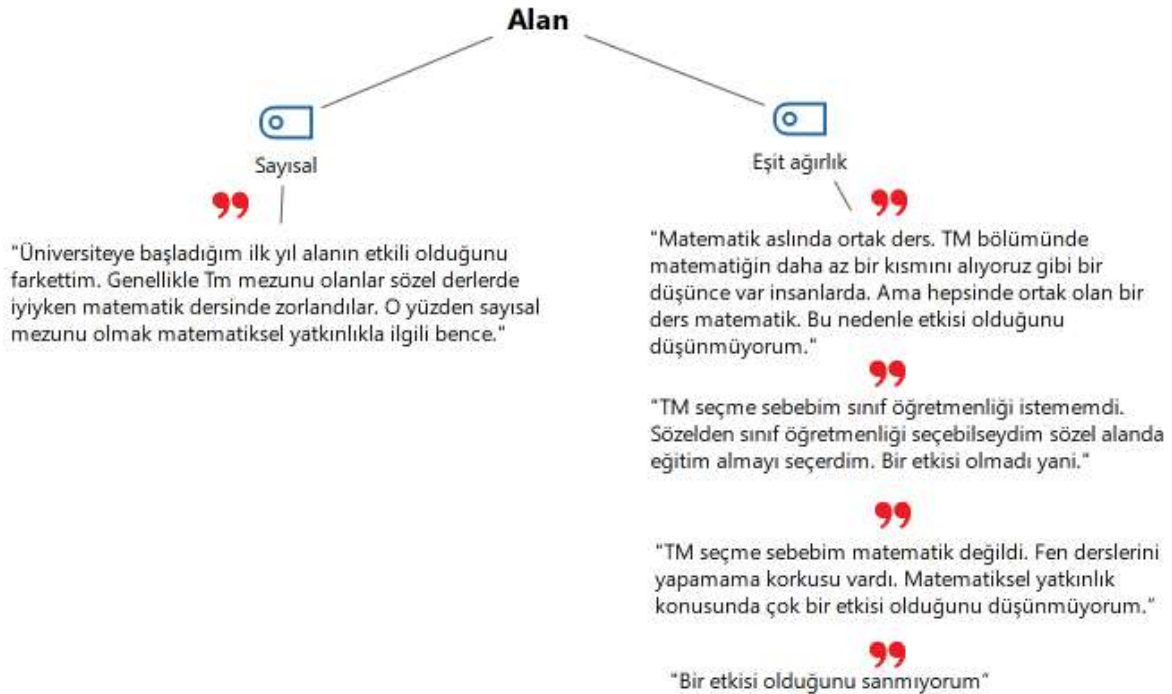 Alan
Sayısal
"Üniversiteye başladığım ilk yıl alanın etkili olduğunu
farkettim. Genellikle Tm mezunu olanlar sözel derlerde
iyiyken matematik dersinde zorlandılar. O yüzden sayısal
mezunu olmak matematiksel yatkınlıkla ilgili bence."
Eşit ağırlık
"Matematik aslında ortak ders. TM bölümünde
matematiğin daha az bir kısmını alıyoruz gibi bir
düşünce var insanlarda. Ama hepsinde ortak olan bir
ders matematik. Bu nedenle etkisi olduğunu
düşünmüyorum."
"TM seçme sebebim sınıf öğretmenliği istememdi.
Sözelden sınıf öğretmenliği seçebilseydim sözel alanda
eğitim almayı seçerdim. Bir etkisi olmadı yani."
"TM seçme sebebim matematik değildi. Fen derslerini
yapamama korkusu vardı. Matematiksel yatkınlık
konusunda çok bir etkisi olduğunu düşünmüyorum."
"Bir etkisi olduğunu sanmıyorum"